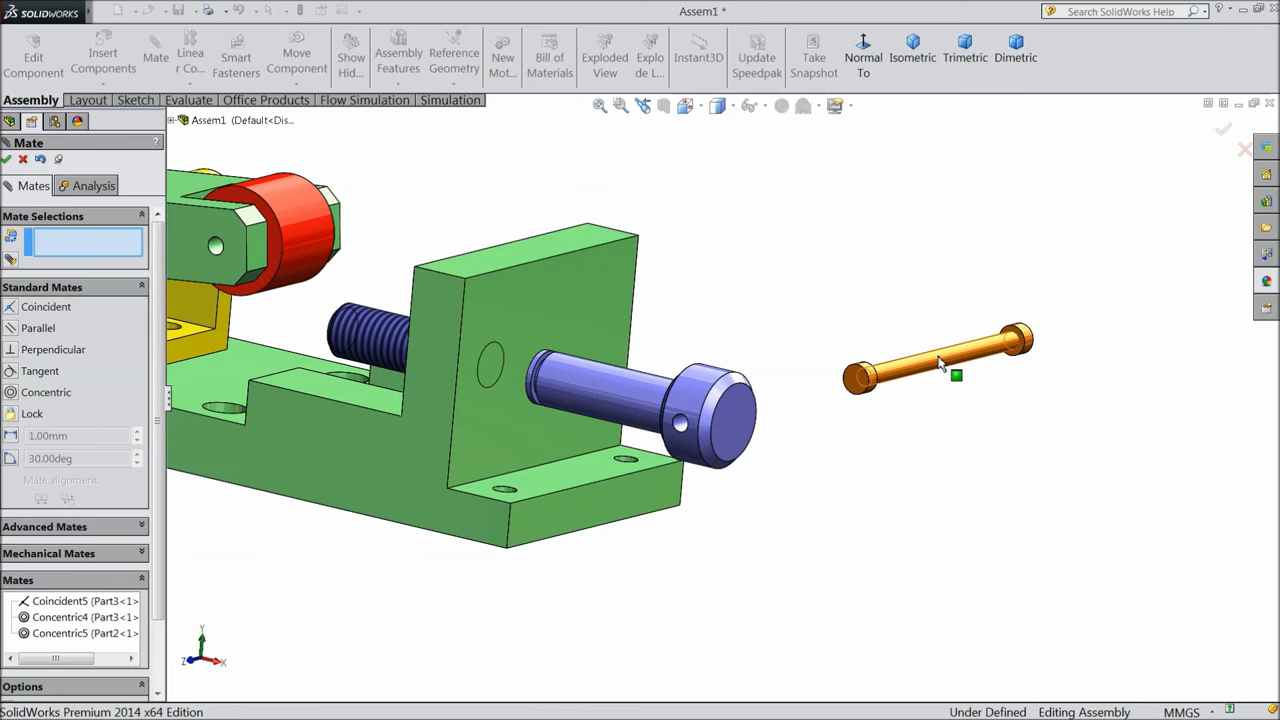 SOLIDWORKS
Assem1 *
Search SolidWorks Help
Edit Component
Insert Components
Mate
Linear Co...
Smart Fasteners
Move Component
Show Hid...
Assembly Features
Reference Geometry
New Mot...
Bill of Materials
Exploded View
Explode L...
Instant3D
Update Speedpak
Take Snapshot
Normal To
Isometric
Trimetric
Dimetric
Assembly
Layout
Sketch
Evaluate
Office Products
Flow Simulation
Simulation
Assem1 (Default<Dis...
Mate
?
Mates
Analysis
Mate Selections
Standard Mates
Coincident
Parallel
Perpendicular
Tangent
Concentric
Lock
1.00mm
30.00deg
Mate alignment:
Advanced Mates
Mechanical Mates
Mates
Coincident5 (Part3<1>
Concentric4 (Part3<1>
Concentric5 (Part2<1>
Options
Y
Z
X
SolidWorks Premium 2014 x64 Edition
Under Defined
Editing Assembly
MMGS